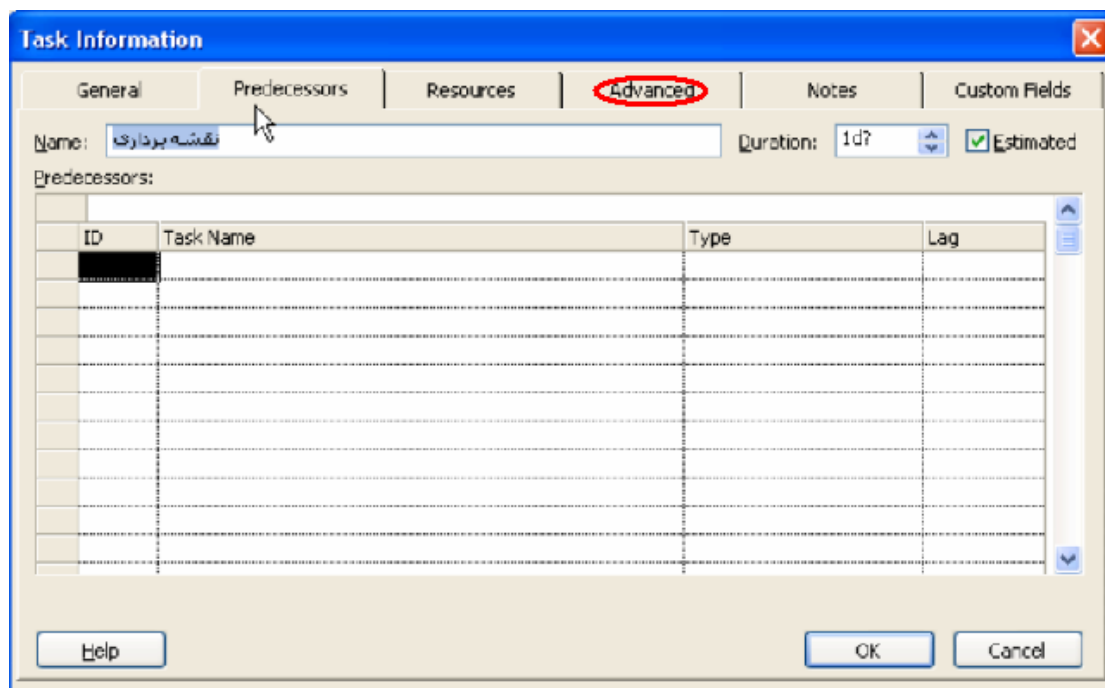 Task Information
General Predecessors Resources Advanced Notes Custom Fields
Name: نقشه برداری Duration: 1d? Estimated
Predecessors:
ID Task Name Type Lag
Help OK Cancel